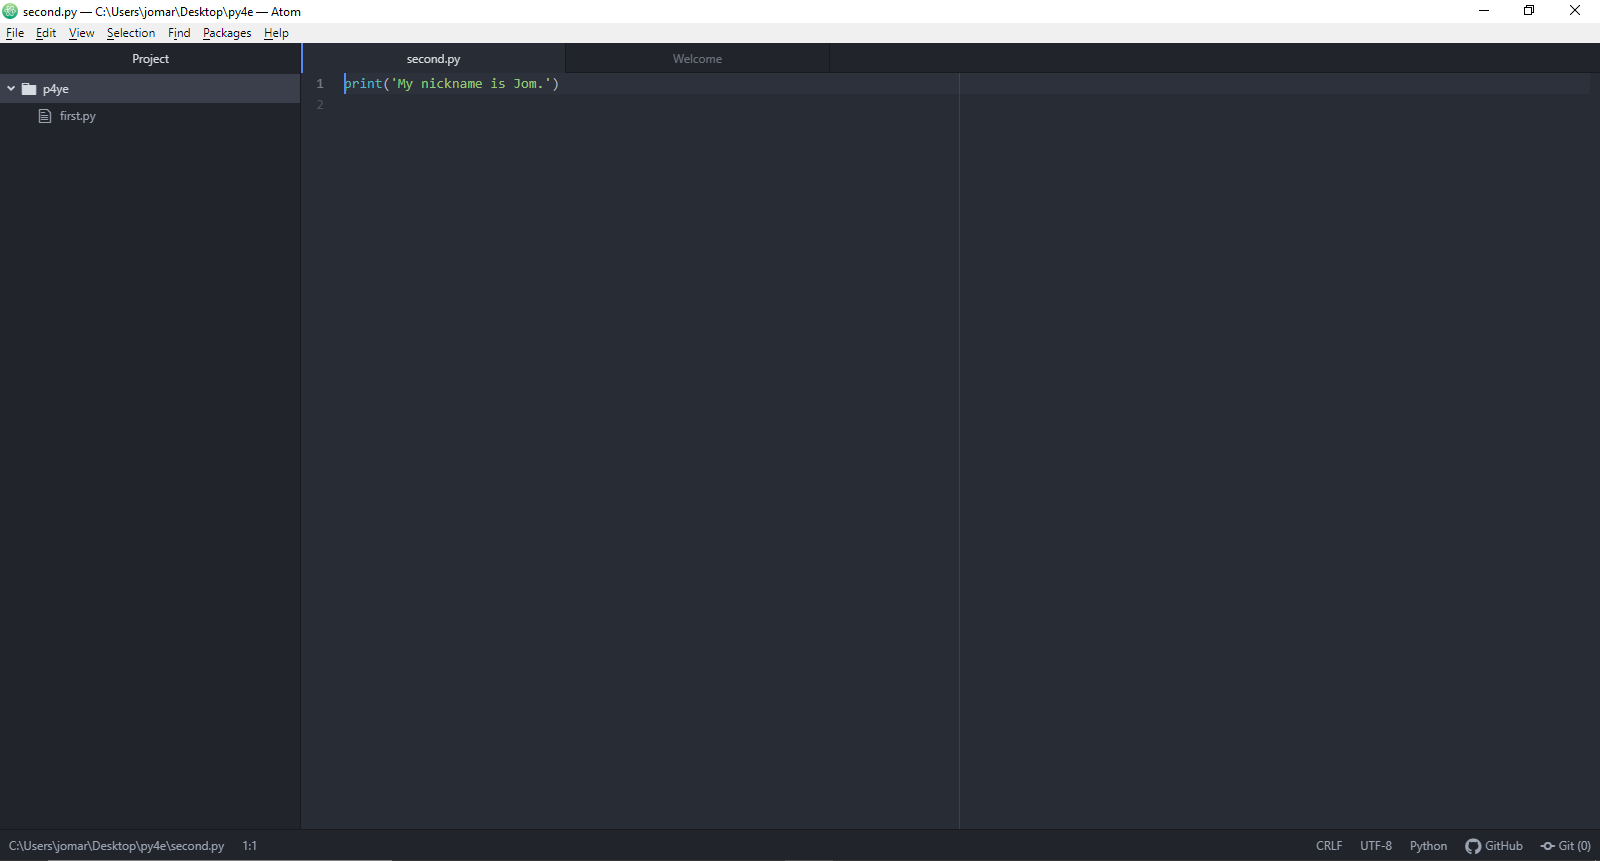 second.py — C:\Users\jomar\Desktop\py4e — Atom
File Edit View Selection Find Packages Help
Project
second.py
Welcome
p4ye
first.py
1 print('My nickname is Jom.')
2
C:\Users\jomar\Desktop\py4e\second.py 1:1
CRLF UTF-8 Python GitHub Git (0)